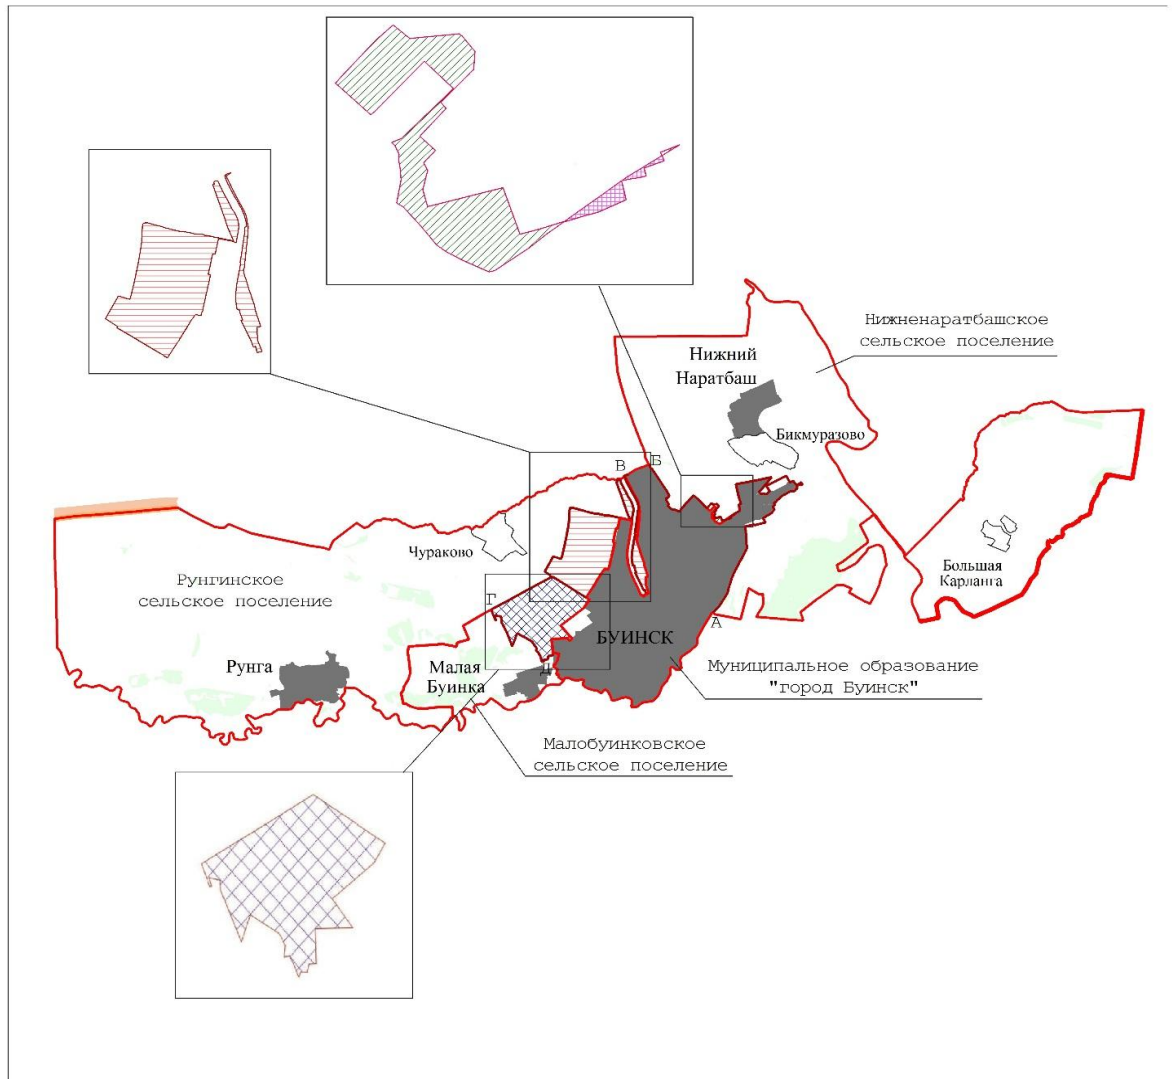 Нижненаратбашское
сельское поселение
Нижний
Наратбаш
Бикмуразово
В
Б
Чураково
Большая
Карланга
Рунгинское
сельское поселение
Г
А
БУИНСК
Рунга
Малая
Буинка
Д
Муниципальное образование
"город Буинск"
Малобуинковское
сельское поселение